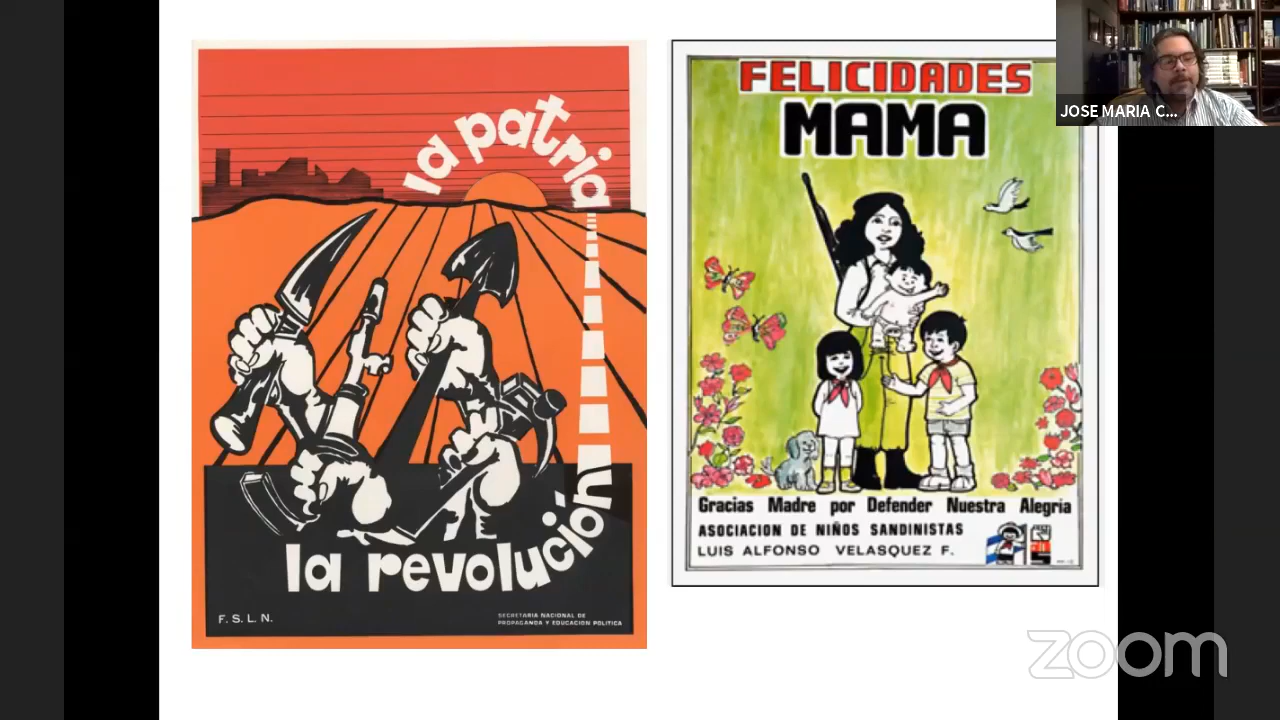 la patria
la revolución
F. S. L. N.
SECRETARIA NACIONAL DE
PROPAGANDA Y EDUCACION POLITICA
FELICIDADES
MAMA
Gracias Madre por Defender Nuestra Alegria
ASOCIACION DE NIÑOS SANDINISTAS
LUIS ALFONSO VELASQUEZ F.
JOSE MARIA C...
zoom